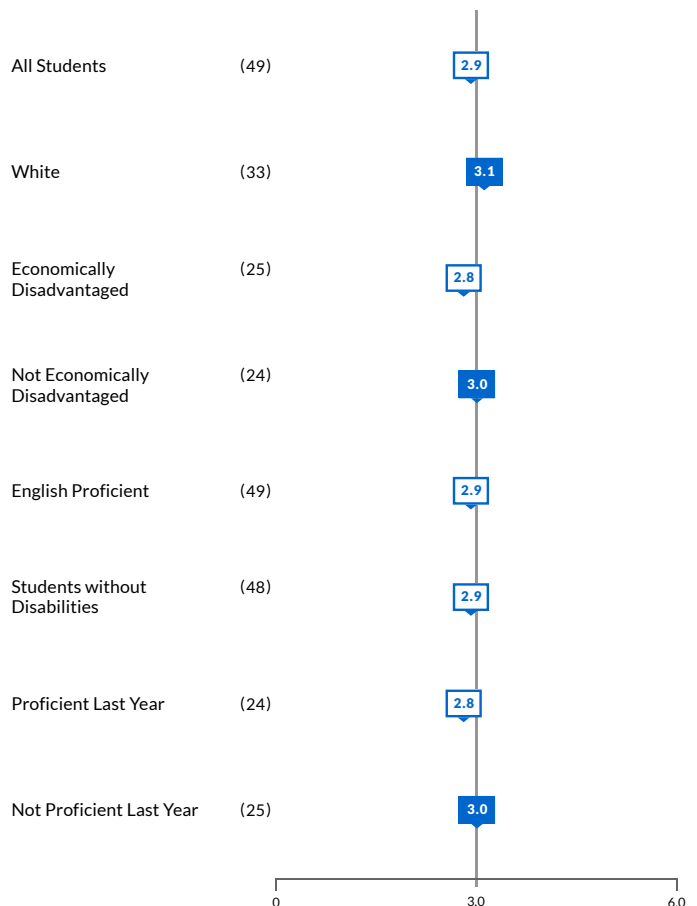 All Students (49) 2.9
White (33) 3.1
Economically
Disadvantaged (25) 2.8
Not Economically
Disadvantaged (24) 3.0
English Proficient (49) 2.9
Students without
Disabilities (48) 2.9
Proficient Last Year (24) 2.8
Not Proficient Last Year (25) 3.0
0 3.0 6.0